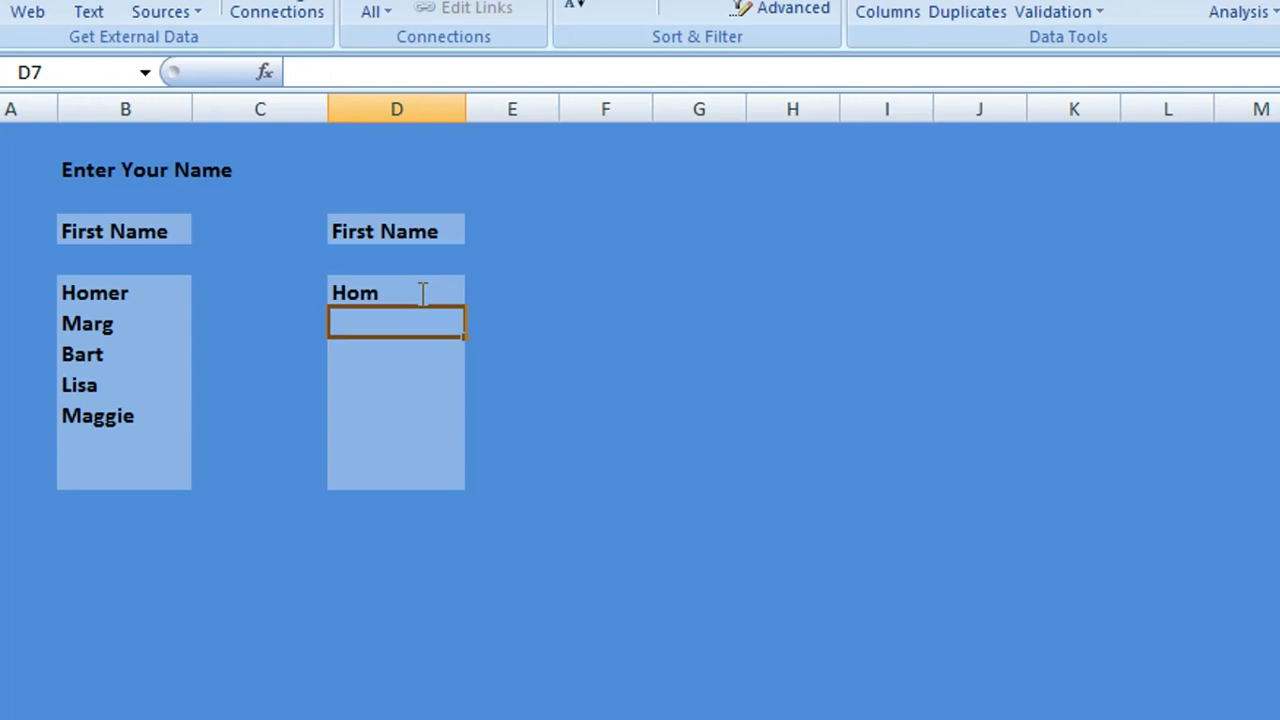 Web Text Sources Connections All Edit Links Advanced Columns Duplicates Validation Analysis
Get External Data Connections Sort & Filter Data Tools
D7 fx
A B C D E F G H I J K L M
Enter Your Name
First Name First Name
Homer Hom
Marg
Bart
Lisa
Maggie